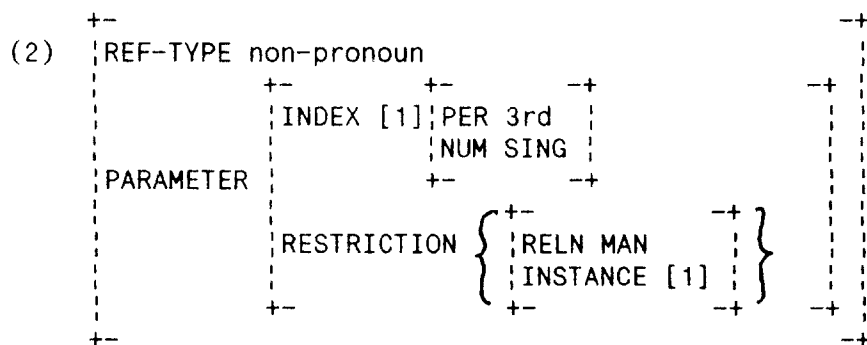 (2) REF-TYPE non-pronoun
INDEX [1] PER 3rd
NUM SING
PARAMETER
RESTRICTION { RELN MAN }
INSTANCE [1]